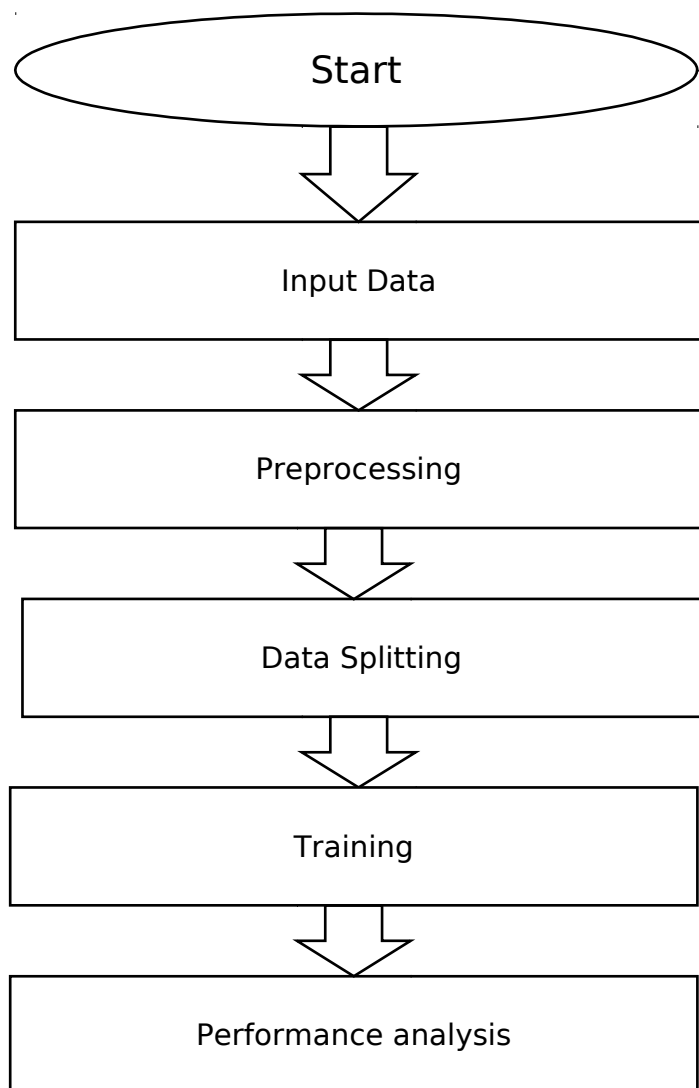 Start
Input Data
Preprocessing
Data Splitting
Training
Performance analysis